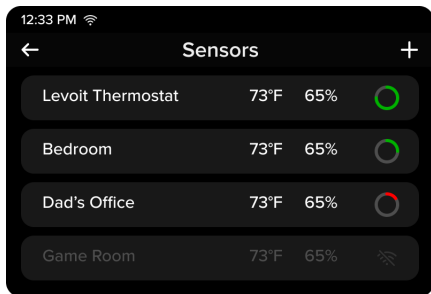 12:33 PM
Sensors
Levoit Thermostat 73°F 65%
Bedroom 73°F 65%
Dad's Office 73°F 65%
Game Room 73°F 65%